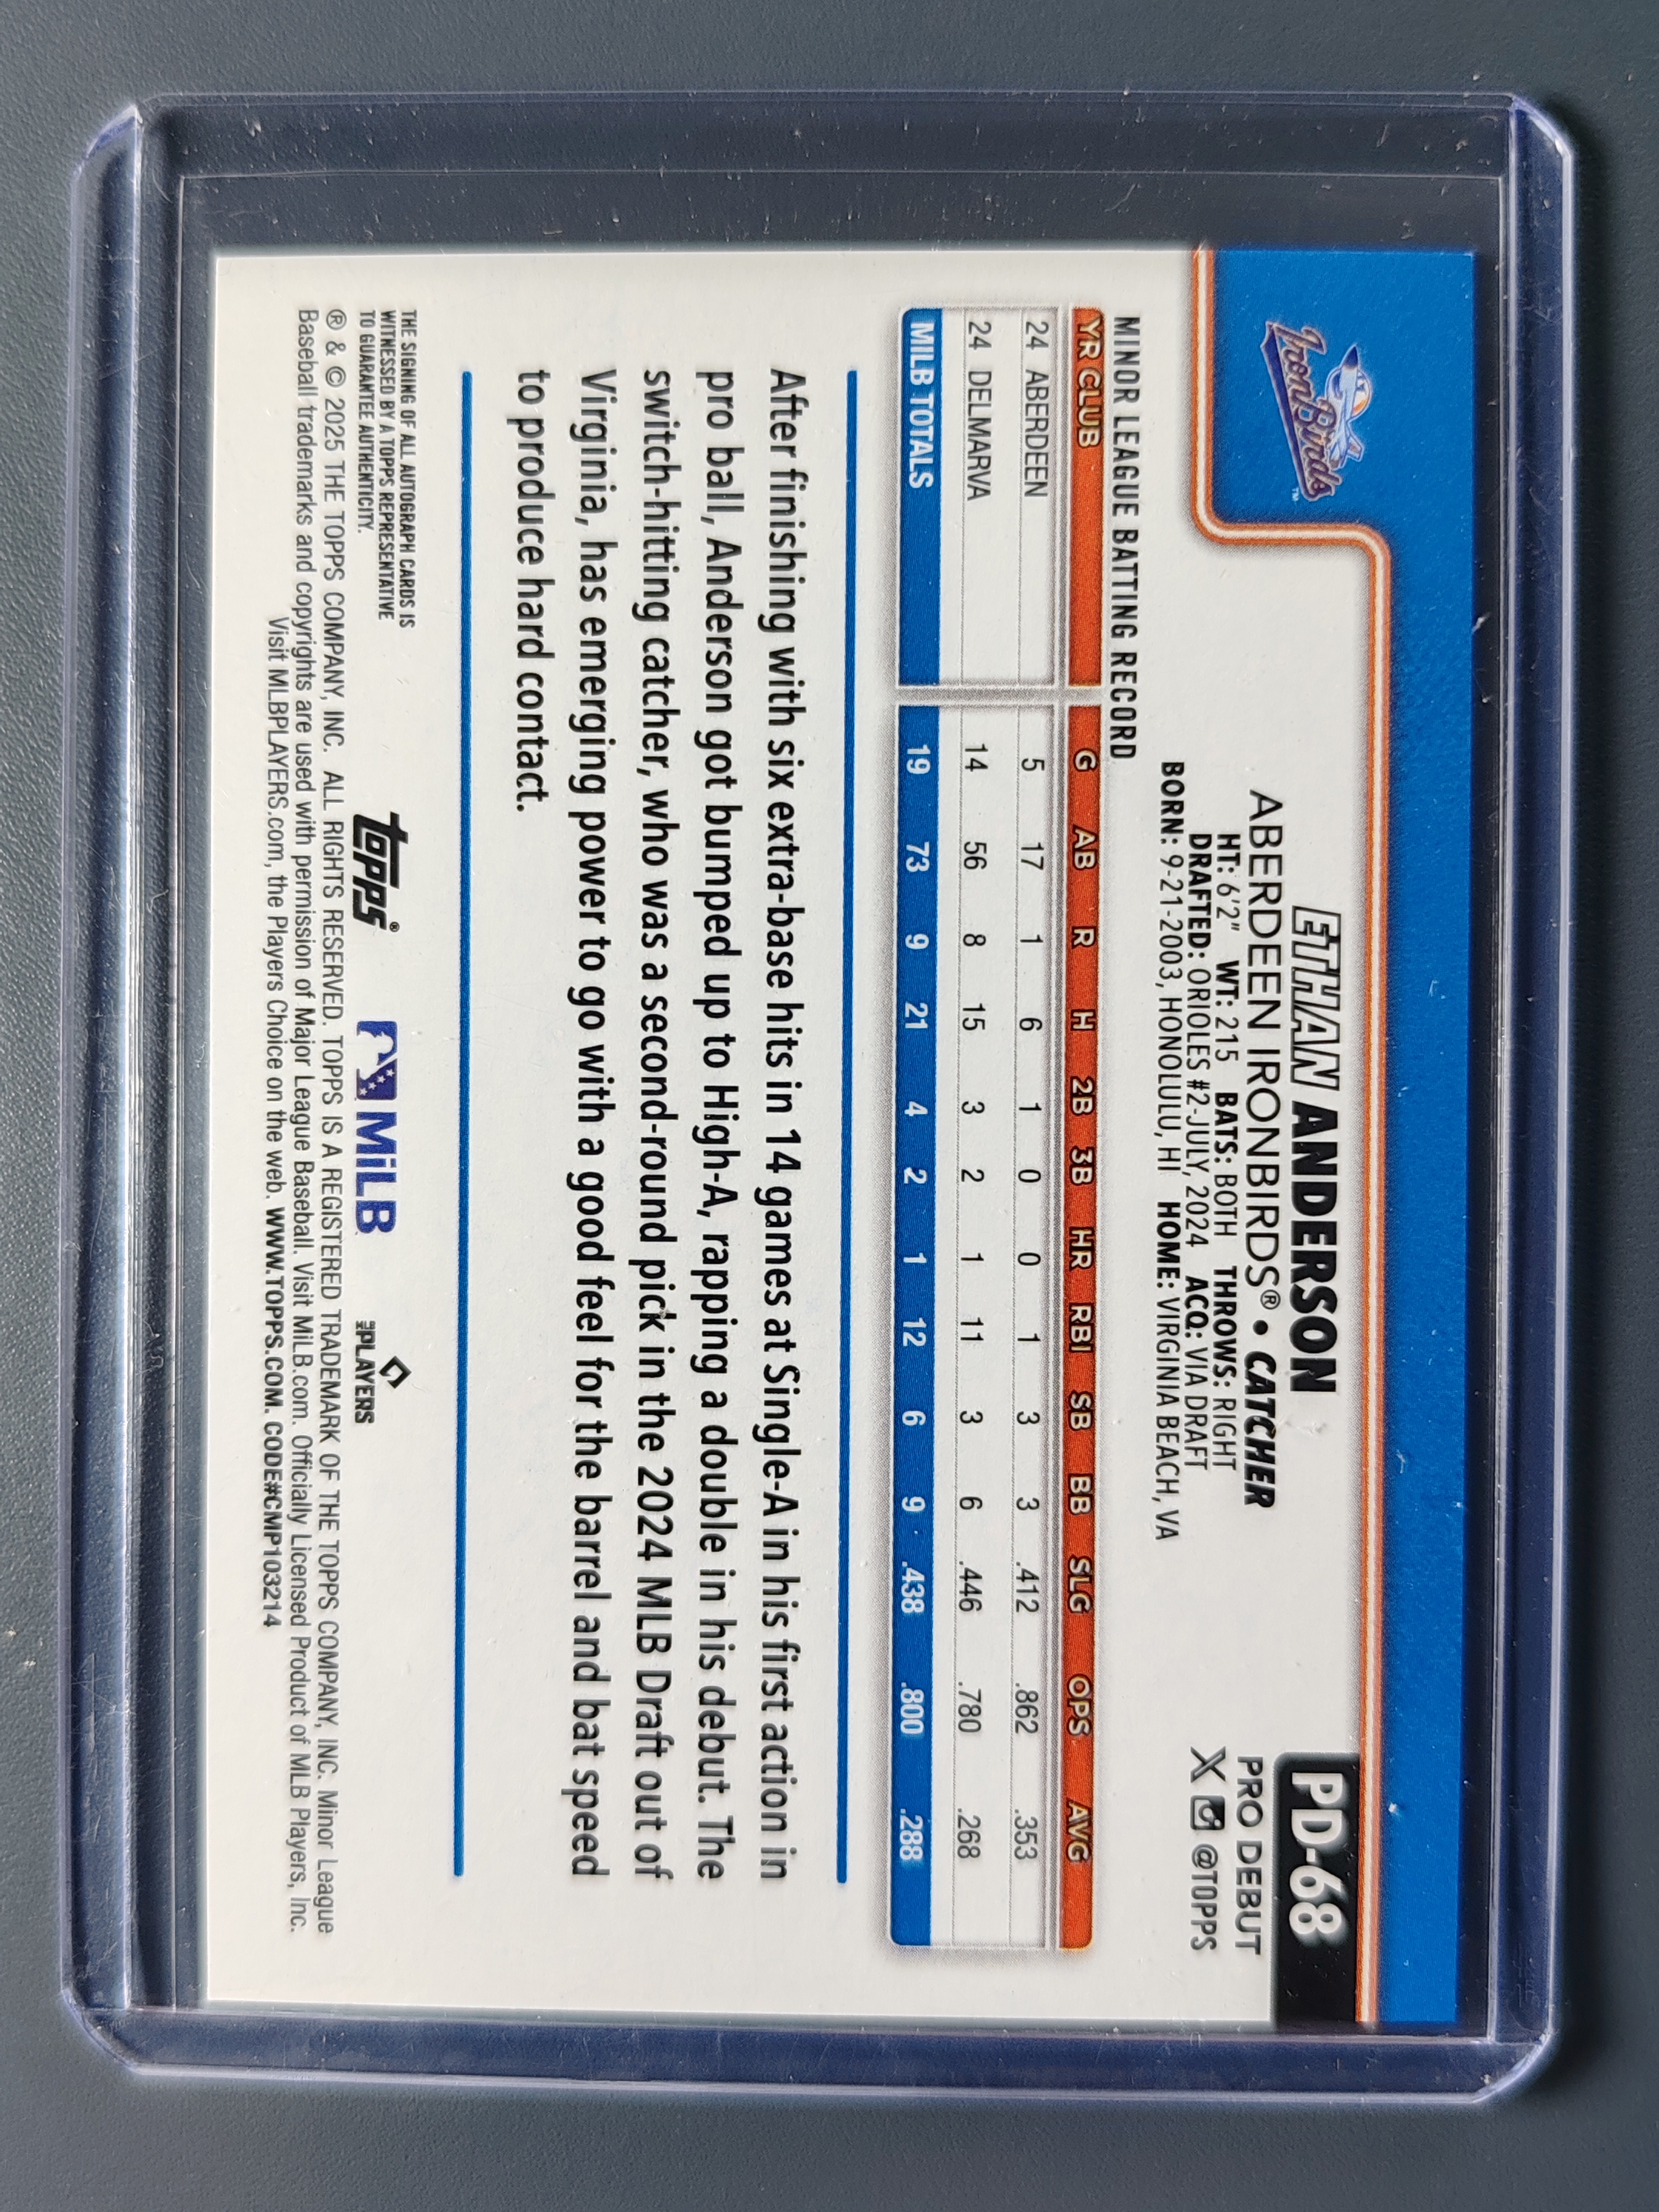 IronBirds™
PD-68
PRO DEBUT
X @TOPPS
ETHAN ANDERSON
ABERDEEN IRONBIRDS® • CATCHER
HT: 6'2" WT: 215 BATS: BOTH THROWS: RIGHT
DRAFTED: ORIOLES #2-JULY, 2024 ACQ: VIA DRAFT
BORN: 9-21-2003, HONOLULU, HI HOME: VIRGINIA BEACH, VA
MINOR LEAGUE BATTING RECORD
YR CLUB G AB R H 2B 3B HR RBI SB BB SLG OPS AVG
24 ABERDEEN 5 17 1 6 1 0 0 1 3 3 .412 .862 .353
24 DELMARVA 14 56 8 15 3 2 1 11 3 6 .446 .780 .268
MILB TOTALS 19 73 9 21 4 2 1 12 6 9 .438 .800 .288
After finishing with six extra-base hits in 14 games at Single-A in his first action in
pro ball, Anderson got bumped up to High-A, rapping a double in his debut. The
switch-hitting catcher, who was a second-round pick in the 2024 MLB Draft out of
Virginia, has emerging power to go with a good feel for the barrel and bat speed
to produce hard contact.
THE SIGNING OF ALL AUTOGRAPH CARDS IS
WITNESSED BY A TOPPS REPRESENTATIVE
TO GUARANTEE AUTHENTICITY.
topps®
MiLB
PLAYERS
® & © 2025 THE TOPPS COMPANY, INC. ALL RIGHTS RESERVED. TOPPS IS A REGISTERED TRADEMARK OF THE TOPPS COMPANY, INC. Minor League
Baseball trademarks and copyrights are used with permission of Major League Baseball. Visit MiLB.com. Officially Licensed Product of MLB Players, Inc.
Visit MLBPLAYERS.com, the Players Choice on the web. WWW.TOPPS.COM. CODE#CMP103214